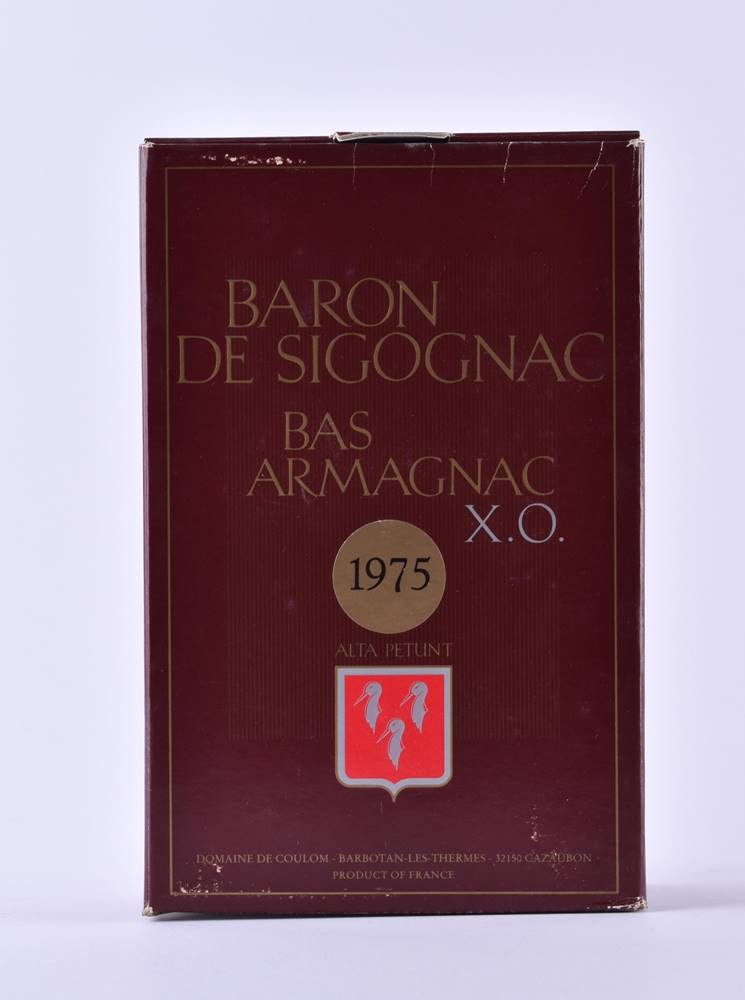 BARON
DE SIGOGNAC
BAS
ARMAGNAC
X.O.
1975
ALTA PETUNT
DOMAINE DE COULOM - BARBOTAN-LES-THERMES - 32150 CAZAUBON
PRODUCT OF FRANCE